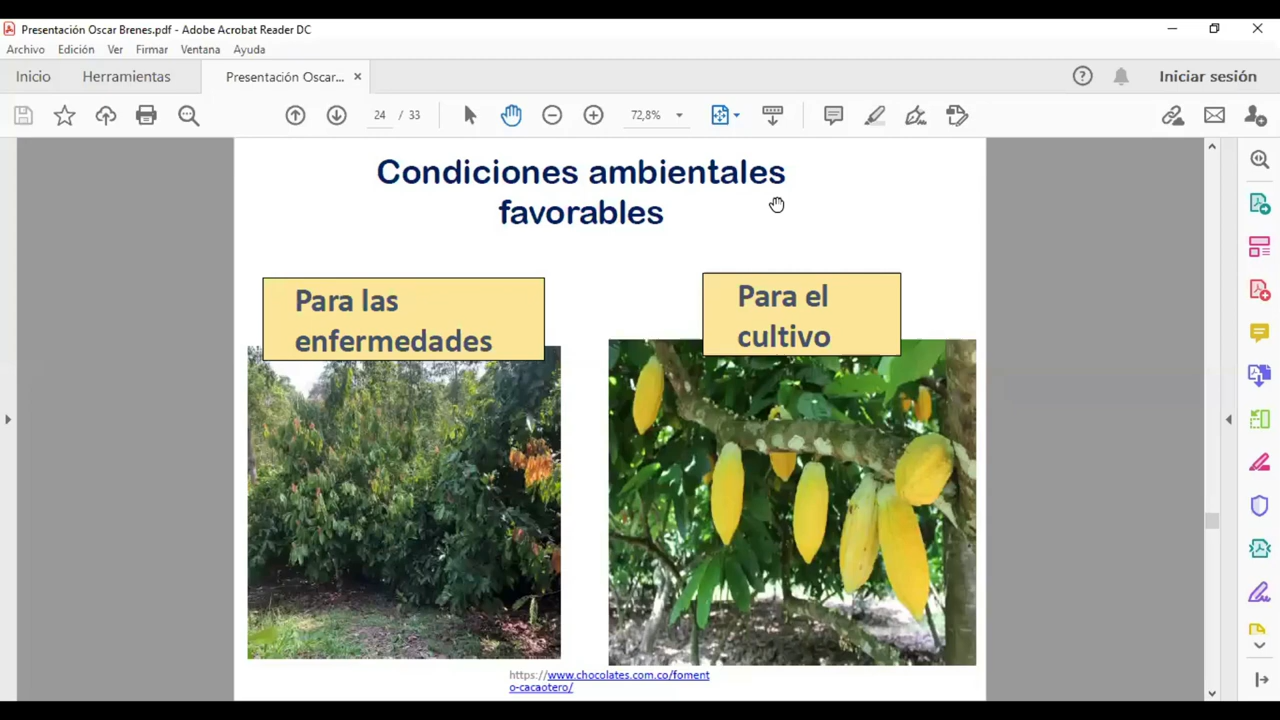 Presentación Oscar Brenes.pdf - Adobe Acrobat Reader DC
Archivo Edición Ver Firmar Ventana Ayuda
Inicio Herramientas Presentación Oscar... × Iniciar sesión
24 / 33 72,8%
Condiciones ambientales
favorables
Para las
enfermedades
Para el
cultivo
https://www.chocolates.com.co/foment
o-cacaotero/